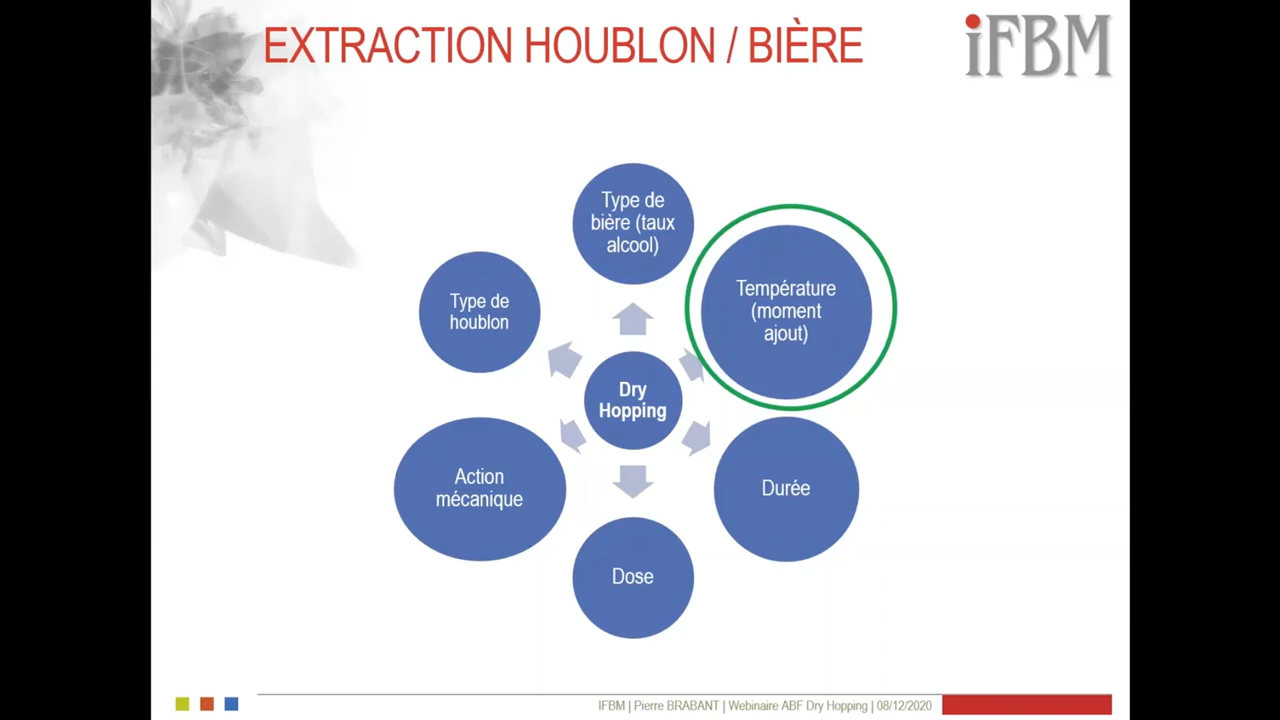 EXTRACTION HOUBLON / BIÈRE
iFBM
Type de
bière (taux
alcool)
Température
(moment
ajout)
Type de
houblon
Dry
Hopping
Action
mécanique
Durée
Dose
IFBM | Pierre BRABANT | Webinaire ABF Dry Hopping | 08/12/2020